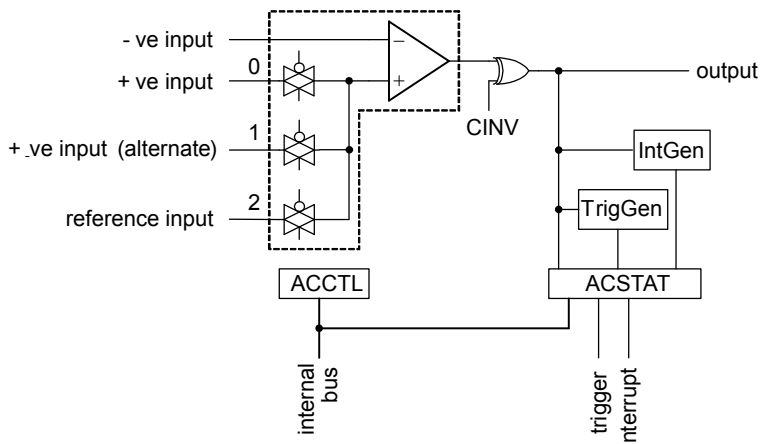 - ve input
−
0
+ ve input
+
output
CINV
1
+ ve input (alternate)
IntGen
2
reference input
TrigGen
ACCTL
ACSTAT
internal
bus
trigger
nterrupt